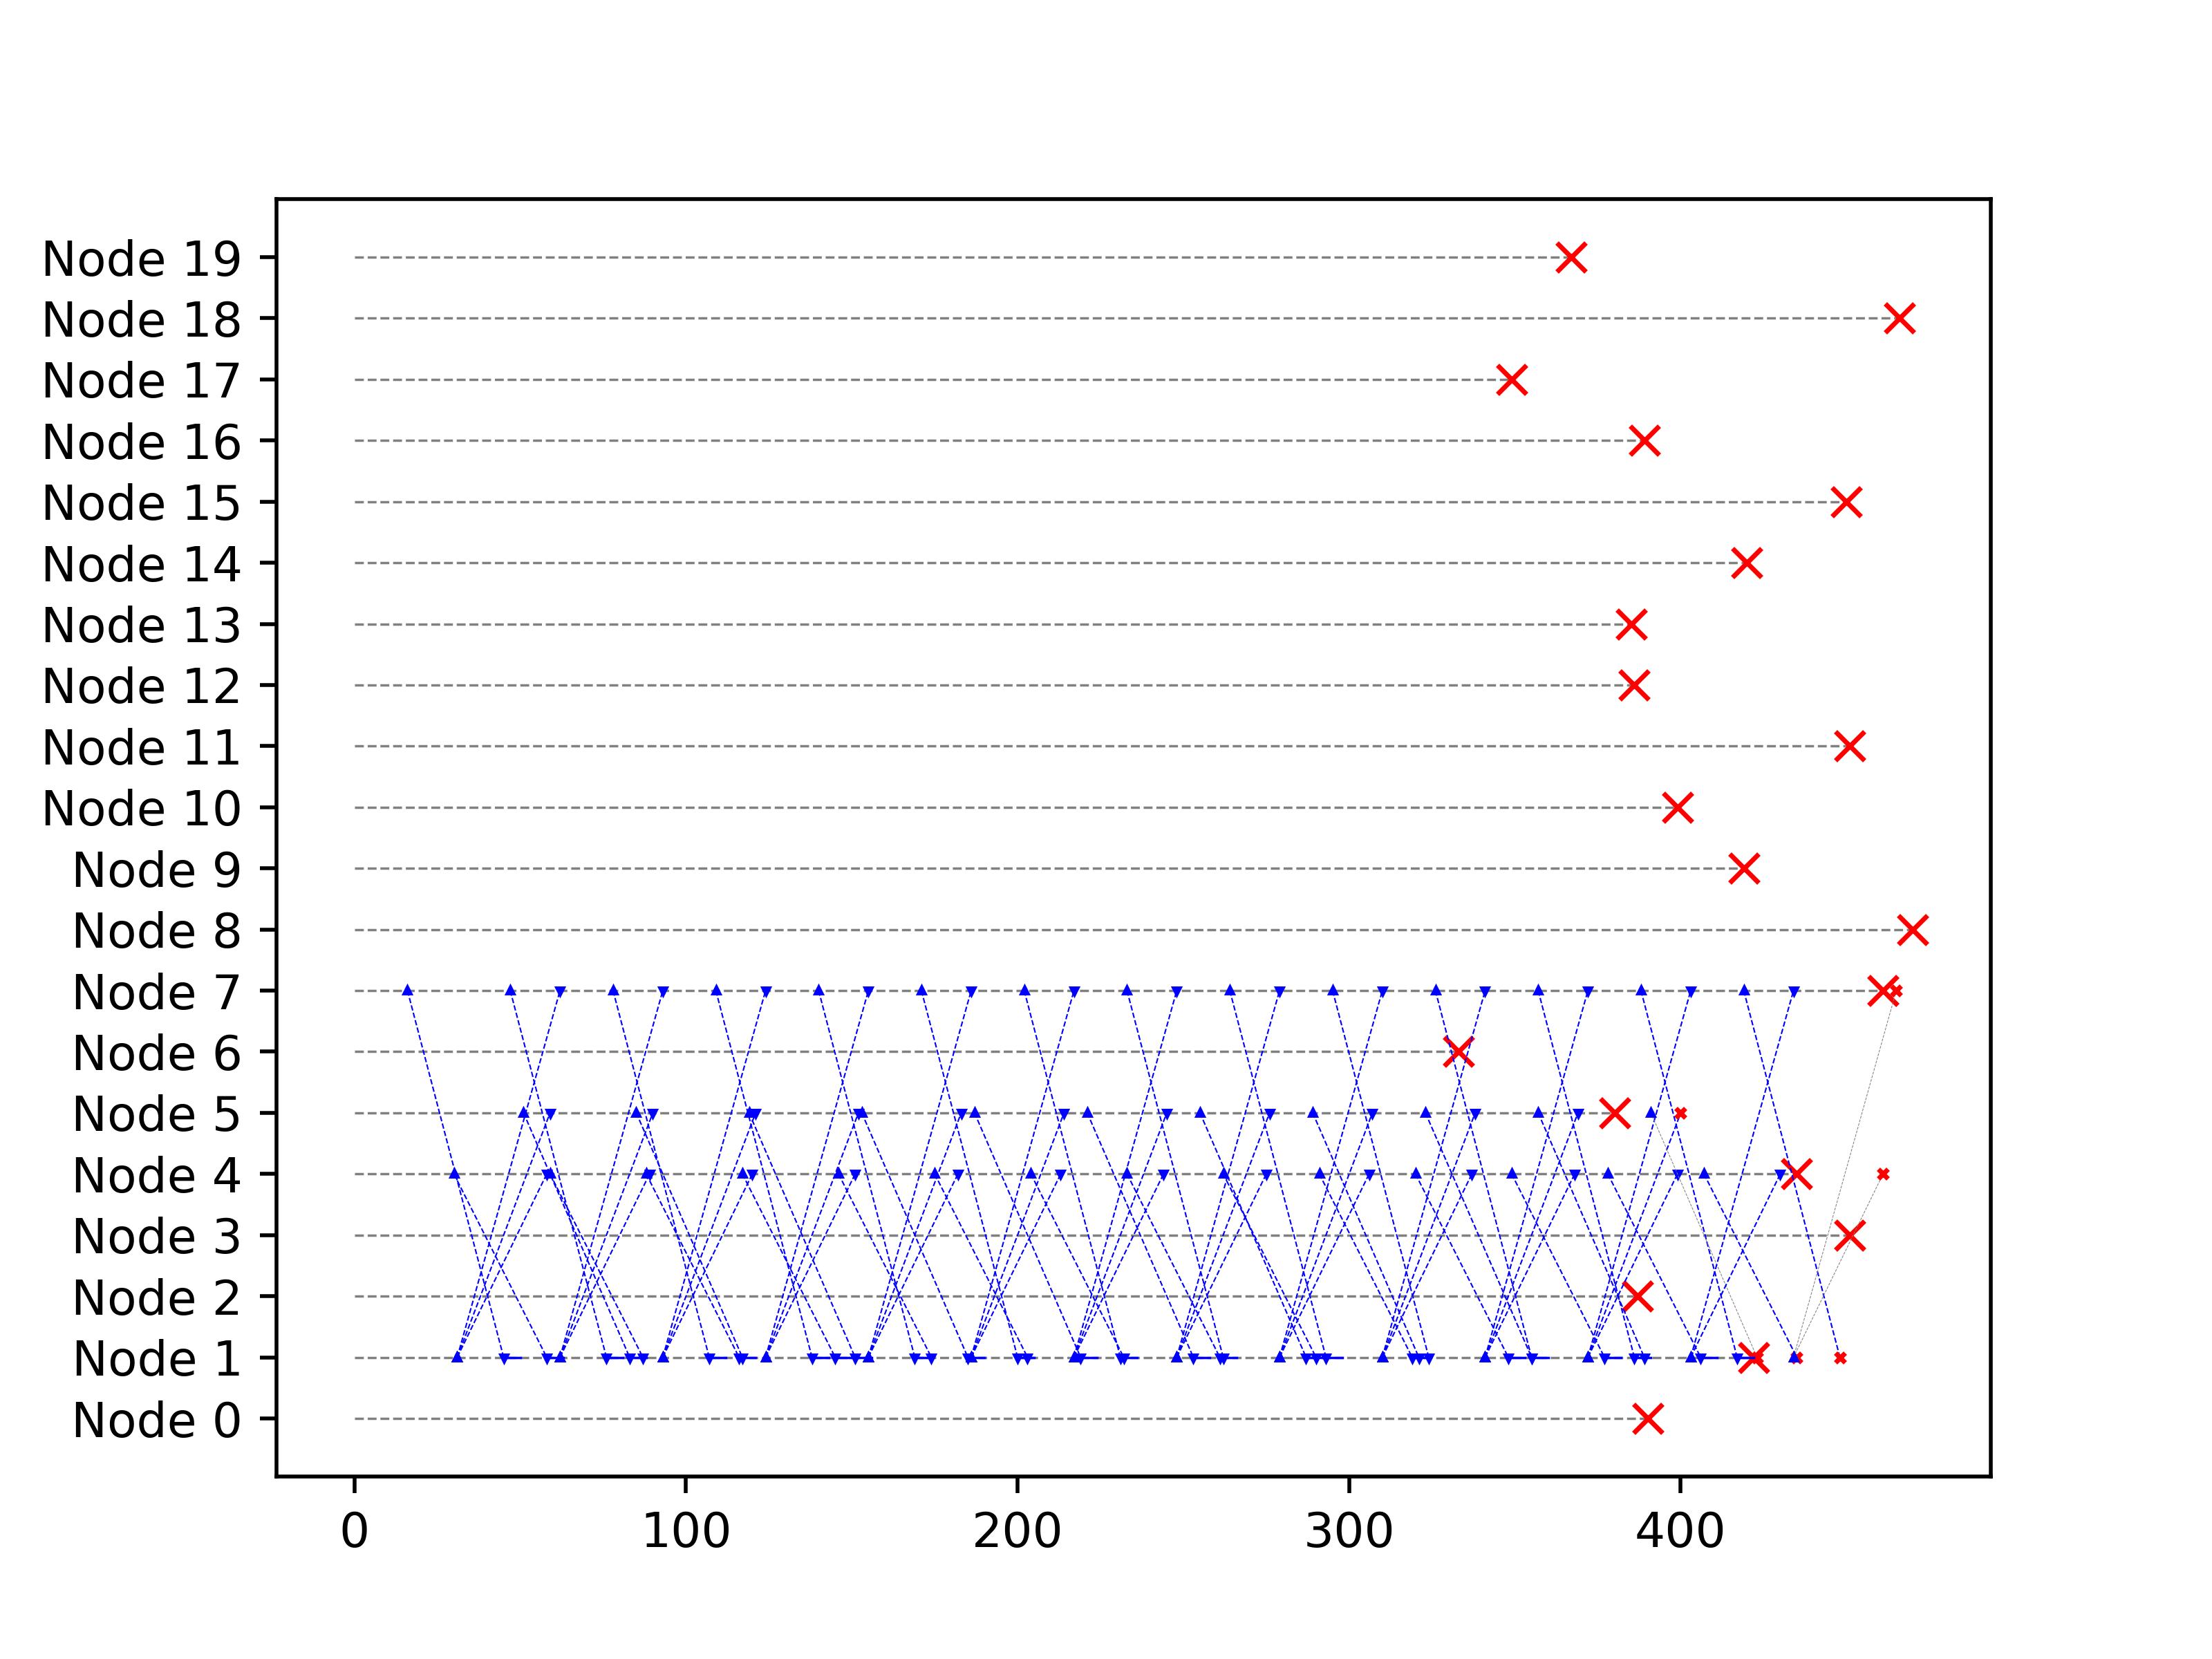 Node 19
Node 18
Node 17
Node 16
Node 15
Node 14
Node 13
Node 12
Node 11
Node 10
Node 9
Node 8
Node 7
Node 6
Node 5
Node 4
Node 3
Node 2
Node 1
Node 0
0 100 200 300 400